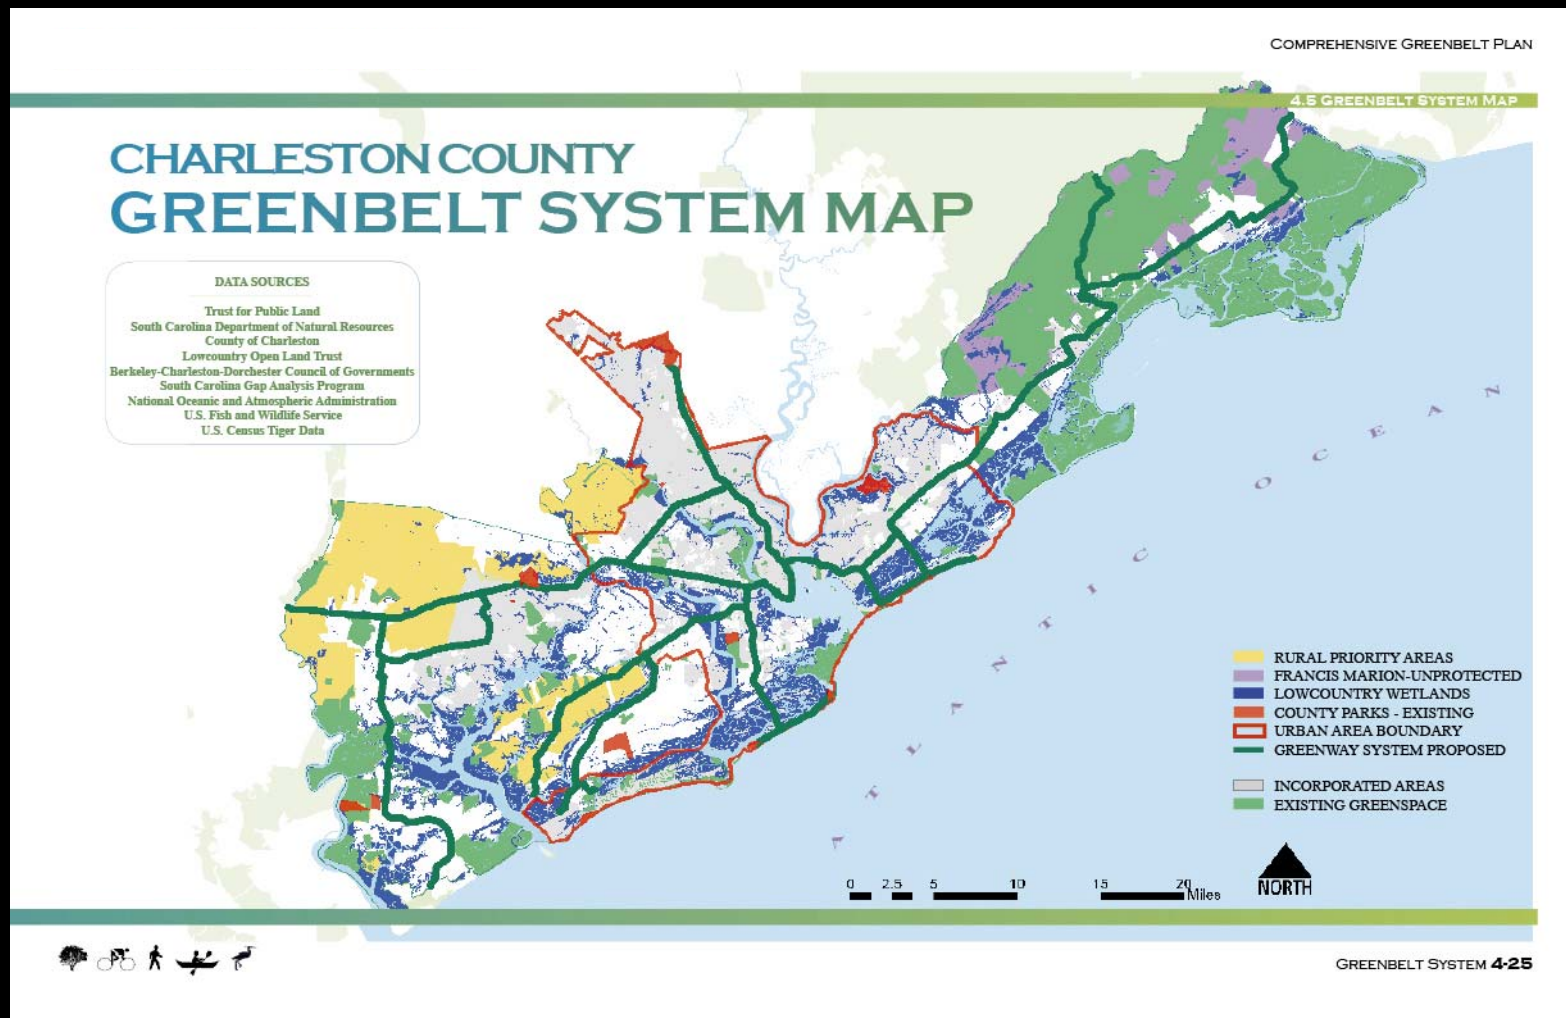 COMPREHENSIVE GREENBELT PLAN
4.5 GREENBELT SYSTEM MAP
CHARLESTON COUNTY
GREENBELT SYSTEM MAP
DATA SOURCES
Trust for Public Land
South Carolina Department of Natural Resources
County of Charleston
Lowcountry Open Land Trust
Berkeley-Charleston-Dorchester Council of Governments
South Carolina Gap Analysis Program
National Oceanic and Atmospheric Administration
U.S. Fish and Wildlife Service
U.S. Census Tiger Data
ATLANTIC OCEAN
RURAL PRIORITY AREAS
FRANCIS MARION-UNPROTECTED
LOWCOUNTRY WETLANDS
COUNTY PARKS - EXISTING
URBAN AREA BOUNDARY
GREENWAY SYSTEM PROPOSED
INCORPORATED AREAS
EXISTING GREENSPACE
0 2.5 5 10 15 20
Miles
NORTH
GREENBELT SYSTEM 4-25